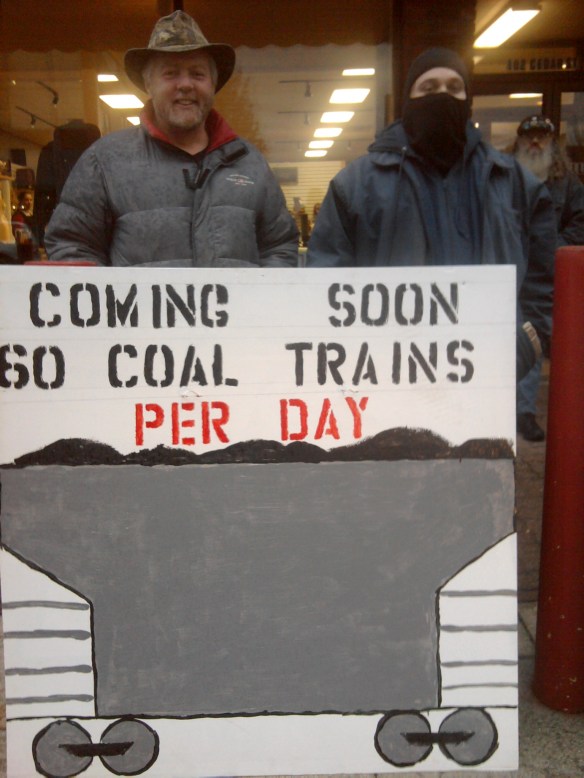 COMING SOON
60 COAL TRAINS
PER DAY